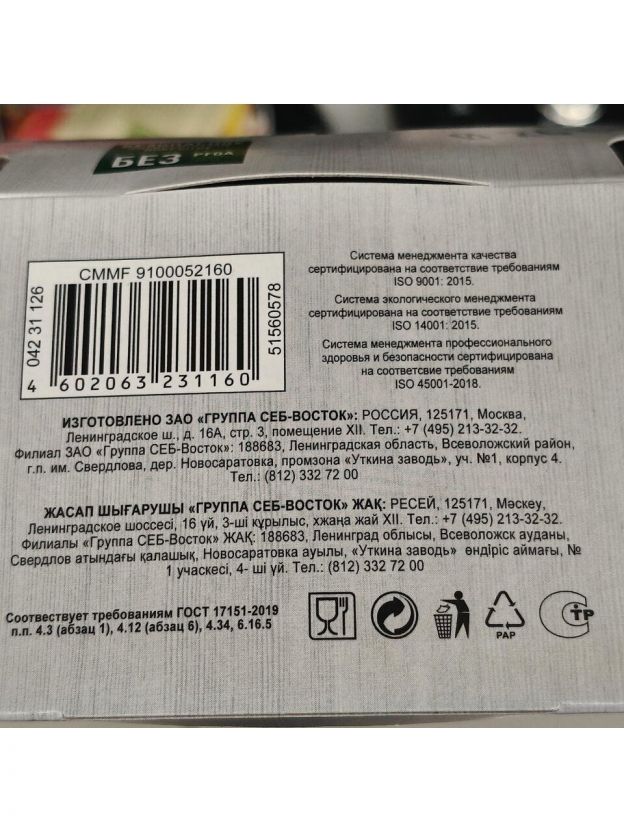 БЕЗ PFOA
CMMF 9100052160
042 31 126
51560578
4 602063 231160
Система менеджмента качества
сертифицирована на соответствие требованиям
ISO 9001: 2015.
Система экологического менеджмента
сертифицирована на соответствие требованиям
ISO 14001: 2015.
Система менеджмента профессионального
здоровья и безопасности сертифицирована
на соотвествие требованиям
ISO 45001-2018.
ИЗГОТОВЛЕНО ЗАО «ГРУППА СЕБ-ВОСТОК»: РОССИЯ, 125171, Москва,
Ленинградское ш., д. 16А, стр. 3, помещение XII. Тел.: +7 (495) 213-32-32.
Филиал ЗАО «Группа СЕБ-Восток»: 188683, Ленинградская область, Всеволожский район,
г.п. им. Свердлова, дер. Новосаратовка, промзона «Уткина заводь», уч. №1, корпус 4.
Тел.: (812) 332 72 00
ЖАСАП ШЫҒАРУШЫ «ГРУППА СЕБ-ВОСТОК» ЖАҚ: РЕСЕЙ, 125171, Мәскеу,
Ленинградское шоссесі, 16 үй, 3-ші құрылыс, хжаңа жай XII. Тел.: +7 (495) 213-32-32.
Филиалы «Группа СЕБ-Восток» ЖАҚ: 188683, Ленинград облысы, Всеволожск ауданы,
Свердлов атындағы қалашық, Новосаратовка ауылы, «Уткина заводь» өндіріс аймағы, №
1 учаскесі, 4- ші үй. Тел.: (812) 332 72 00
Соотвествует требованиям ГОСТ 17151-2019
п.п. 4.3 (абзац 1), 4.12 (абзац 6), 4.34, 6.16.5
PAP
СТР